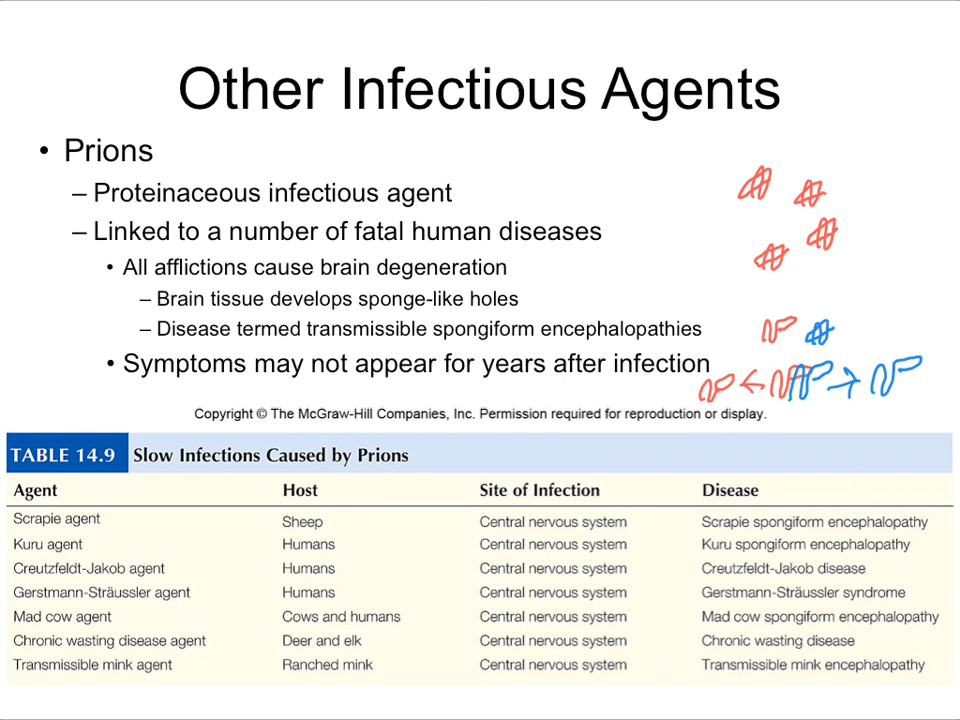 Other Infectious Agents
• Prions
– Proteinaceous infectious agent
– Linked to a number of fatal human diseases
• All afflictions cause brain degeneration
– Brain tissue develops sponge-like holes
– Disease termed transmissible spongiform encephalopathies
• Symptoms may not appear for years after infection
Copyright © The McGraw-Hill Companies, Inc. Permission required for reproduction or display.
TABLE 14.9 Slow Infections Caused by Prions
Agent Host Site of Infection Disease
Scrapie agent Sheep Central nervous system Scrapie spongiform encephalopathy
Kuru agent Humans Central nervous system Kuru spongiform encephalopathy
Creutzfeldt-Jakob agent Humans Central nervous system Creutzfeldt-Jakob disease
Gerstmann-Sträussler agent Humans Central nervous system Gerstmann-Sträussler syndrome
Mad cow agent Cows and humans Central nervous system Mad cow spongiform encephalopathy
Chronic wasting disease agent Deer and elk Central nervous system Chronic wasting disease
Transmissible mink agent Ranched mink Central nervous system Transmissible mink encephalopathy